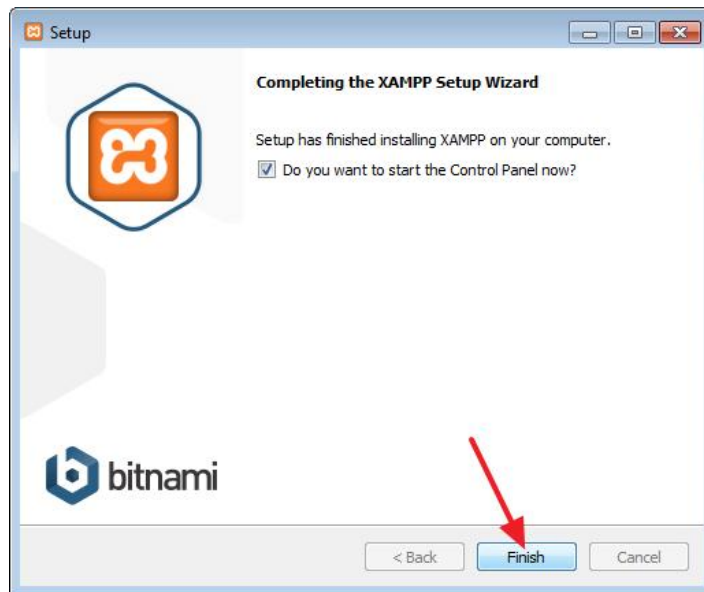 Setup
Completing the XAMPP Setup Wizard
Setup has finished installing XAMPP on your computer.
Do you want to start the Control Panel now?
bitnami
< Back
Finish
Cancel